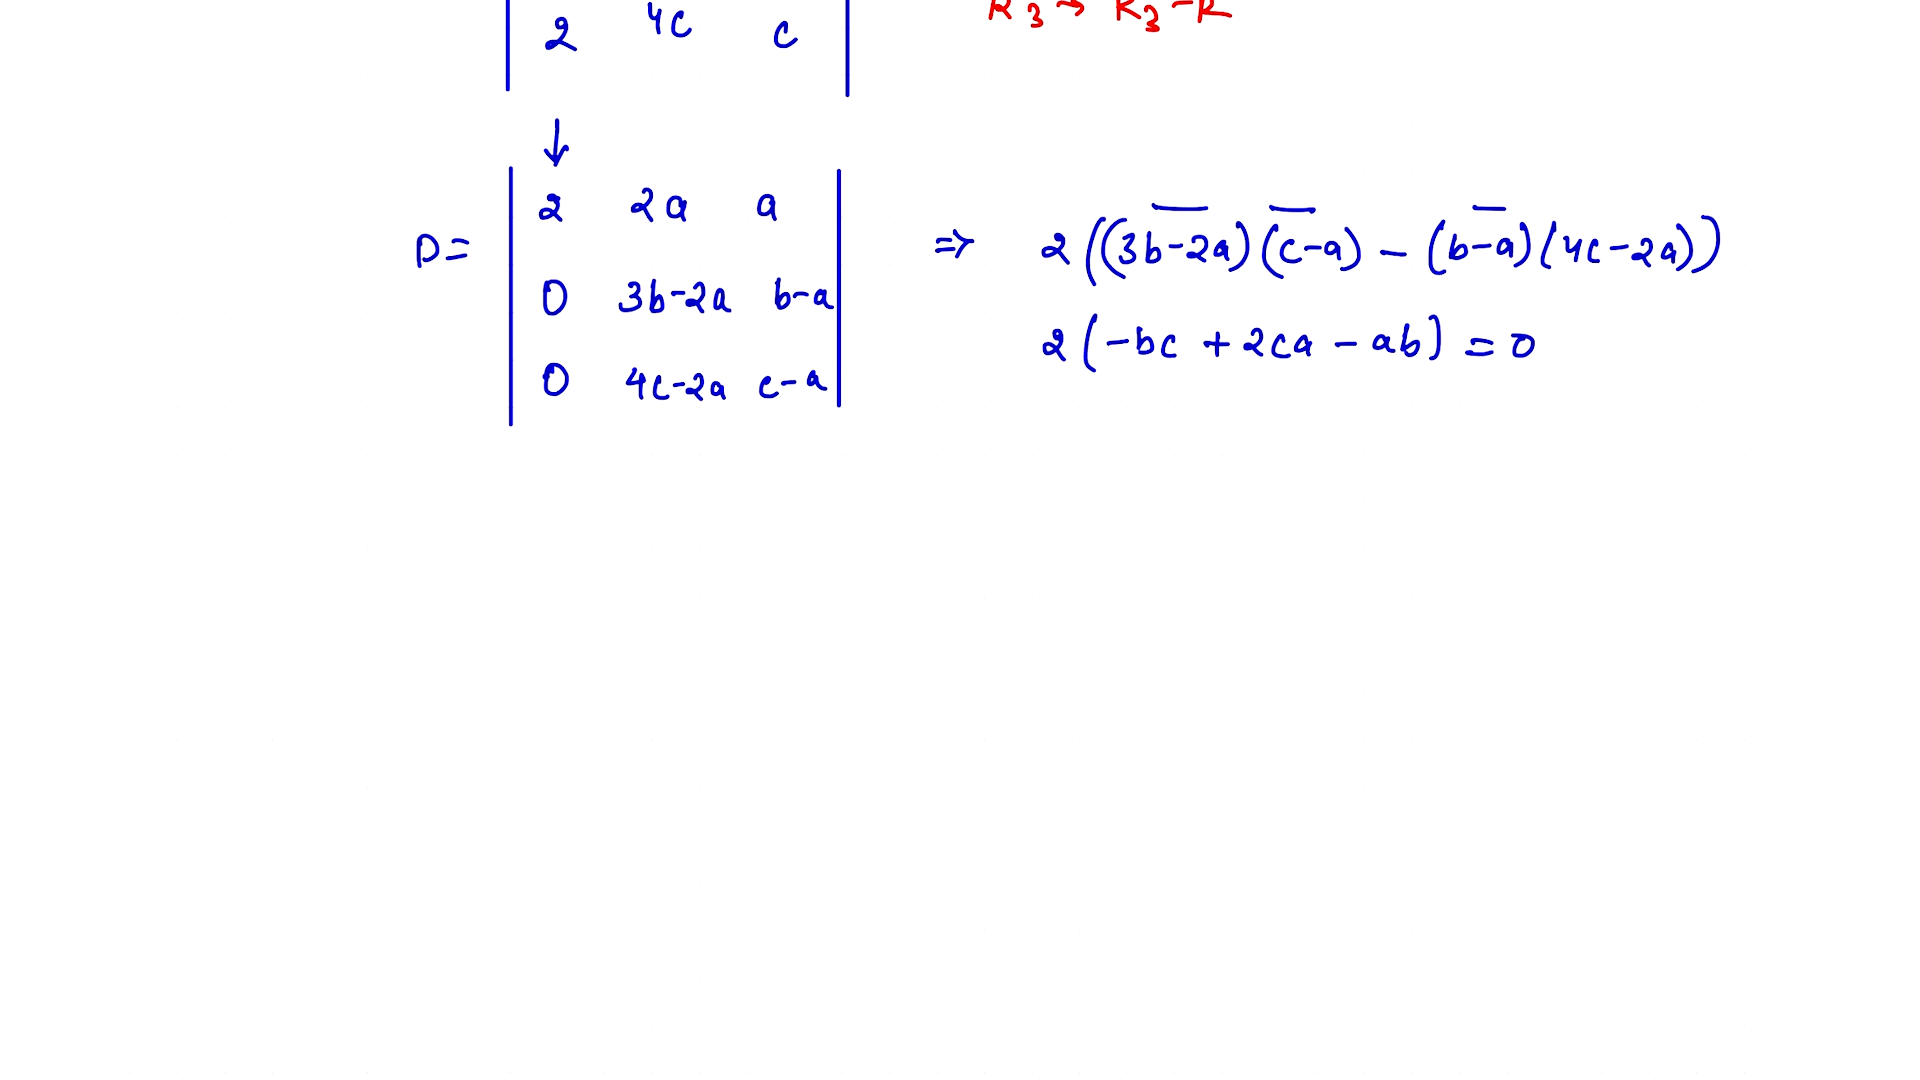 2 4c c R3 → R3 - R
↓
D = | 2 2a a |
| 0 3b-2a b-a |
| 0 4c-2a c-a |
⇒ 2((3b-2a)(c-a) - (b-a)(4c-2a))
2(-bc + 2ca - ab) = 0